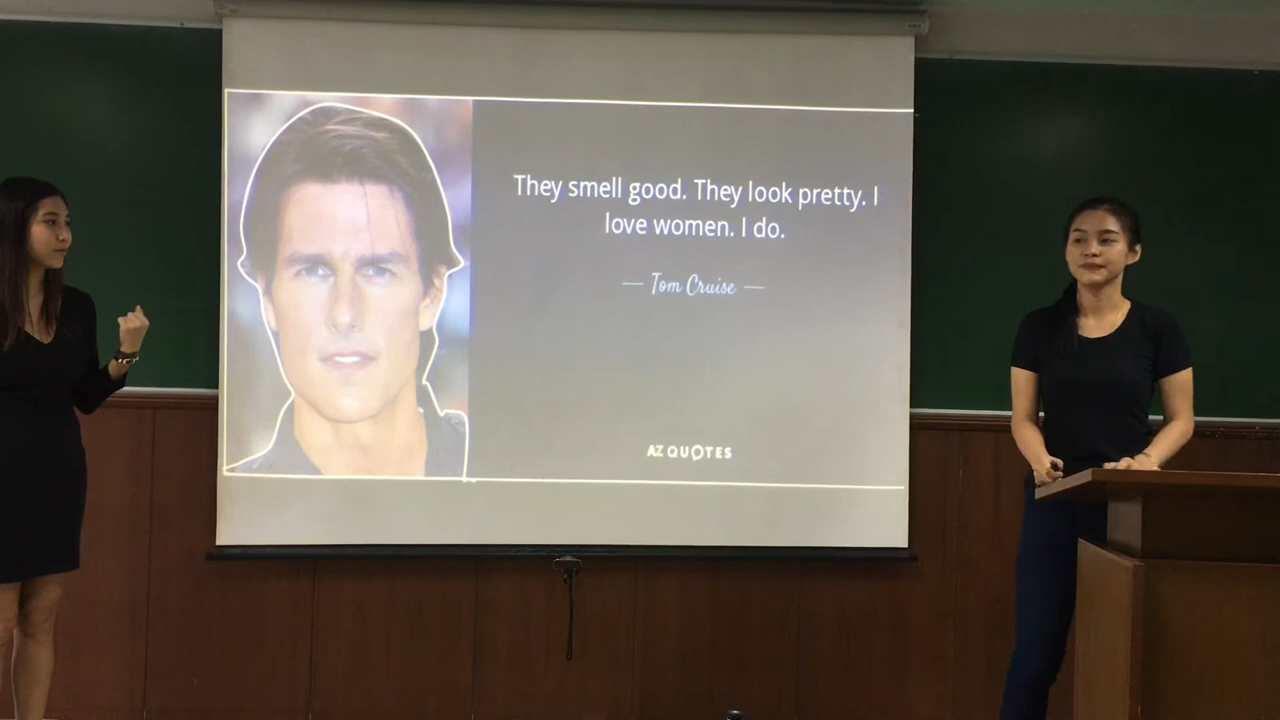 They smell good. They look pretty. I
love women. I do.
— Tom Cruise —
AZ QUOTES